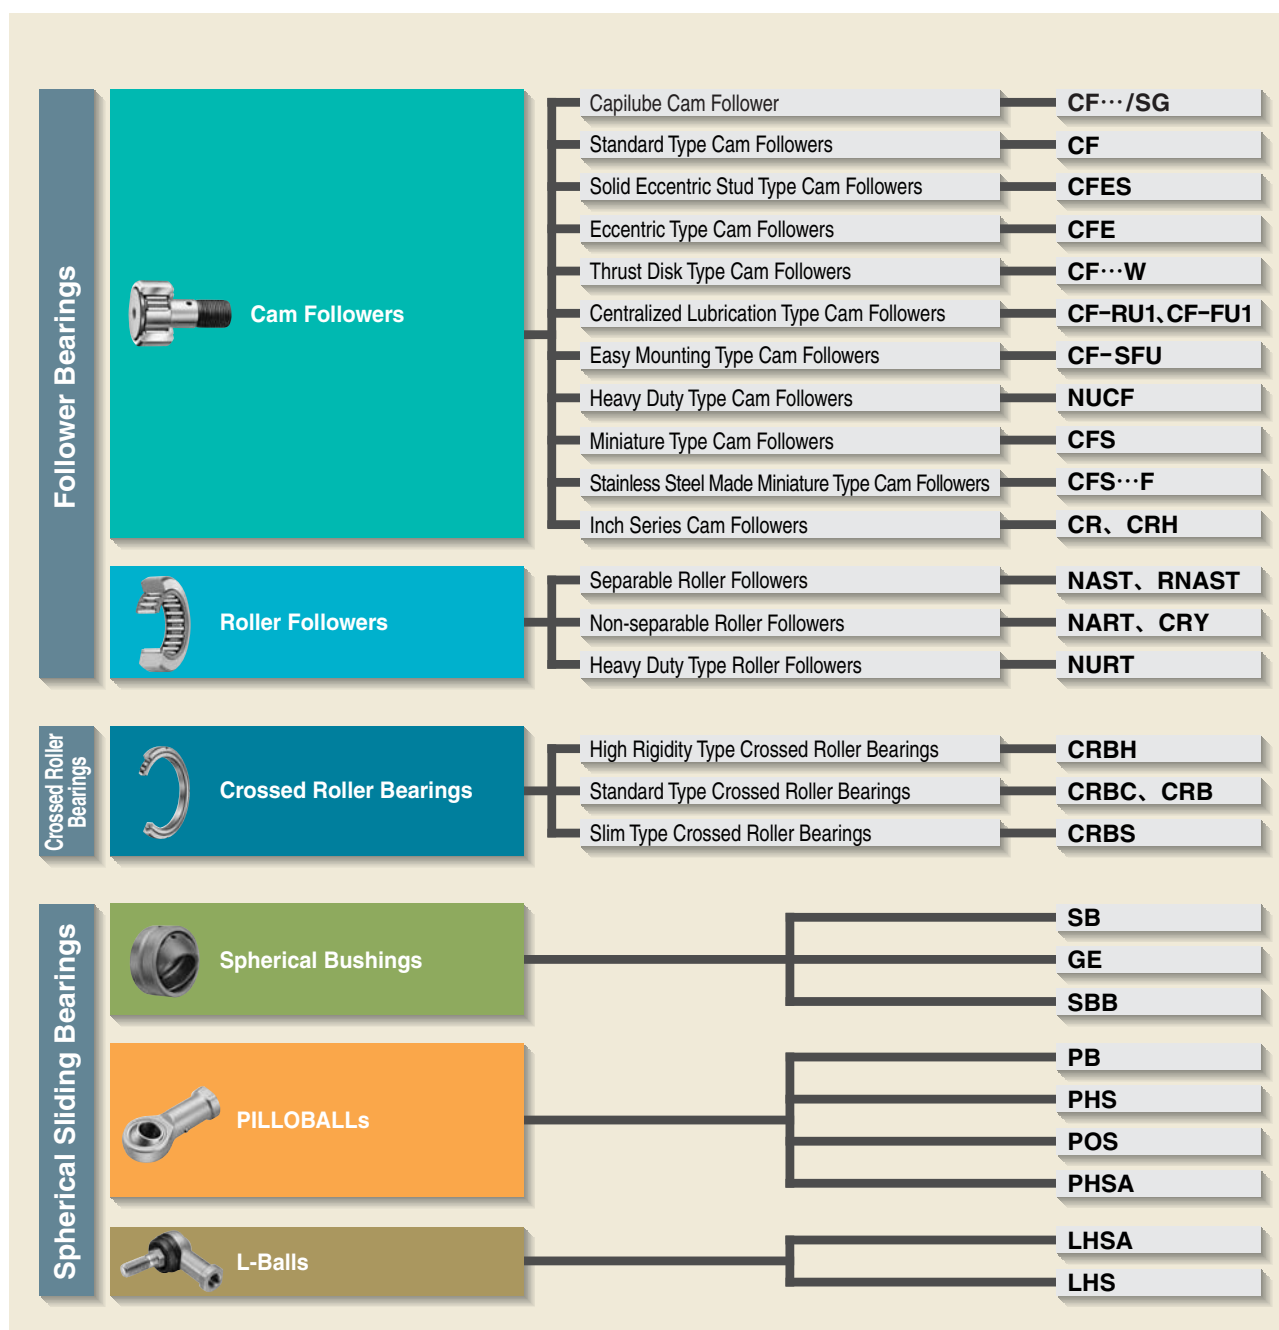 Follower Bearings
Cam Followers
Capilube Cam Follower
CF···/SG
Standard Type Cam Followers
CF
Solid Eccentric Stud Type Cam Followers
CFES
Eccentric Type Cam Followers
CFE
Thrust Disk Type Cam Followers
CF···W
Centralized Lubrication Type Cam Followers
CF-RU1、CF-FU1
Easy Mounting Type Cam Followers
CF-SFU
Heavy Duty Type Cam Followers
NUCF
Miniature Type Cam Followers
CFS
Stainless Steel Made Miniature Type Cam Followers
CFS···F
Inch Series Cam Followers
CR、CRH
Roller Followers
Separable Roller Followers
NAST、RNAST
Non-separable Roller Followers
NART、CRY
Heavy Duty Type Roller Followers
NURT
Crossed Roller
Bearings
Crossed Roller Bearings
High Rigidity Type Crossed Roller Bearings
CRBH
Standard Type Crossed Roller Bearings
CRBC、CRB
Slim Type Crossed Roller Bearings
CRBS
Spherical Sliding Bearings
Spherical Bushings
SB
GE
SBB
PILLOBALLs
PB
PHS
POS
PHSA
L-Balls
LHSA
LHS